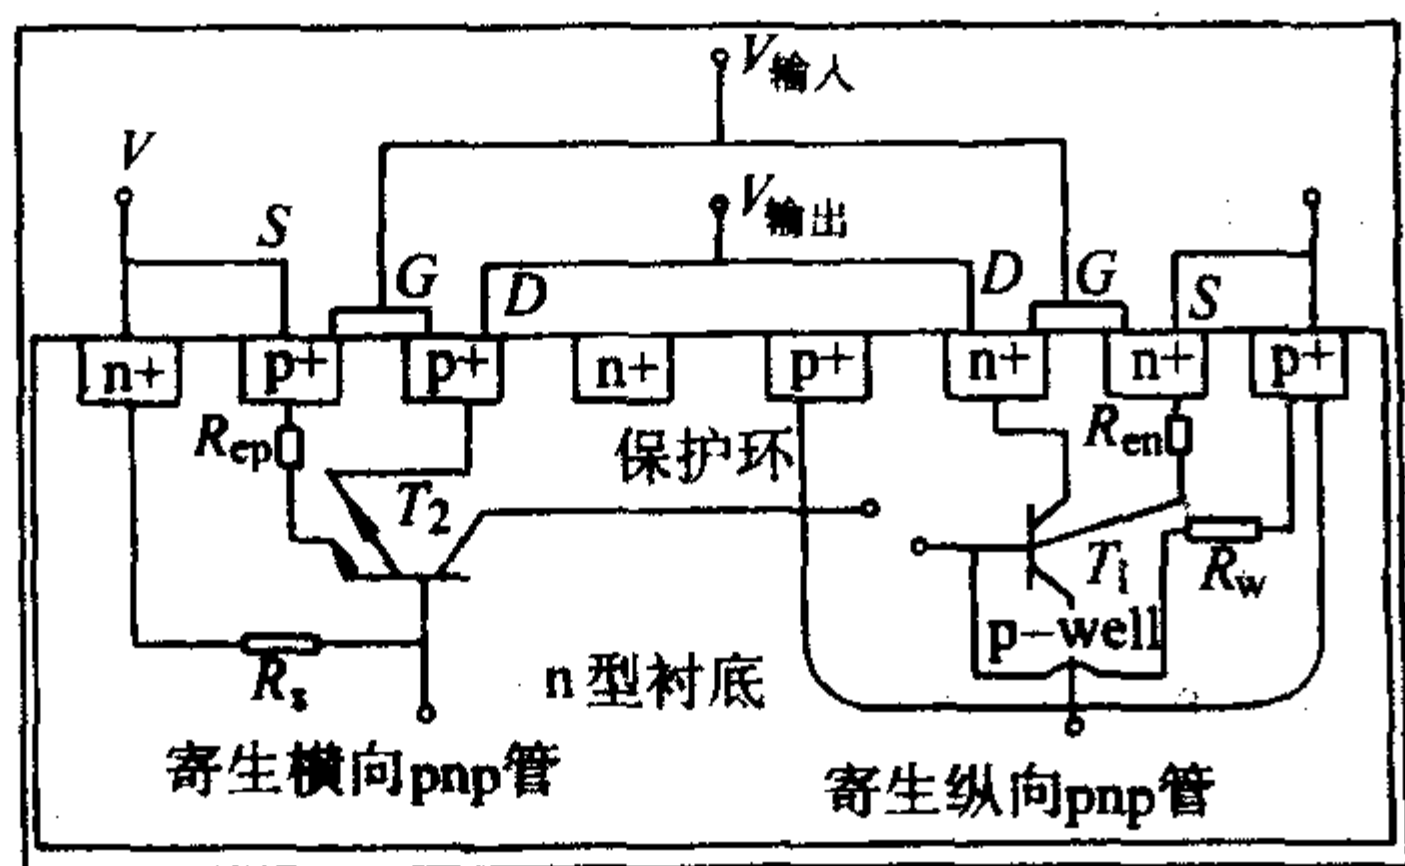 V输入
V
V输出
S
G
D
D
G
S
n+
p+
p+
n+
p+
n+
n+
p+
Rep
保护环
Ren
T2
T1
Rw
p-well
Rs
n型衬底
寄生横向pnp管
寄生纵向pnp管